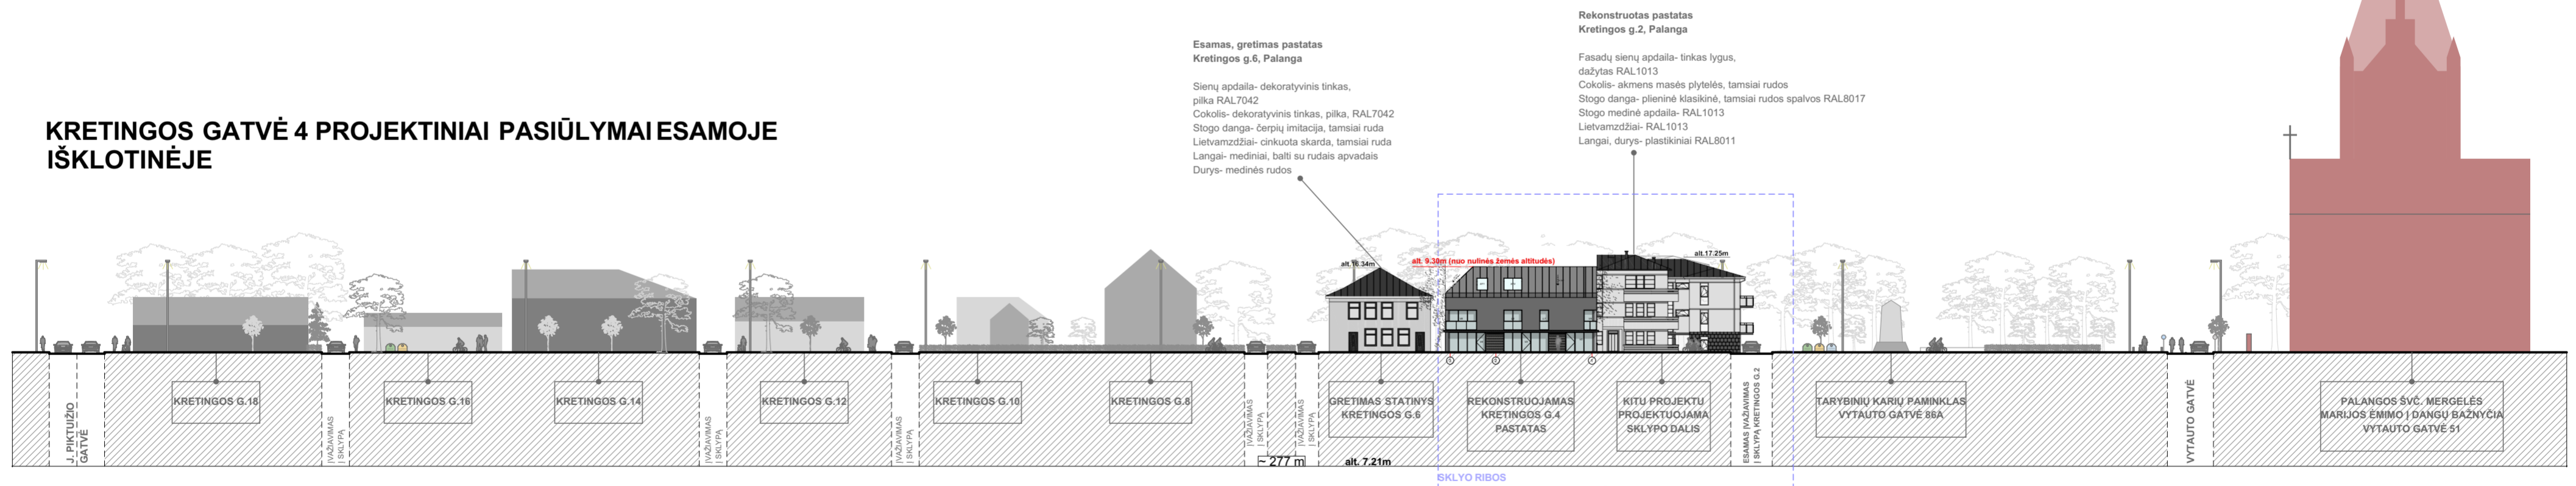 KRETINGOS GATVĖ 4 PROJEKTINIAI PASIŪLYMAI ESAMOJE
IŠKLOTINĖJE
Esamas, gretimas pastatas
Kretingos g.6, Palanga
Sienų apdaila- dekoratyvinis tinkas,
pilka RAL7042
Cokolis- dekoratyvinis tinkas, pilka, RAL7042
Stogo danga- čerpių imitacija, tamsiai ruda
Lietvamzdžiai- cinkuota skarda, tamsiai ruda
Langai- mediniai, balti su rudais apvadais
Durys- medinės rudos
Rekonstruotas pastatas
Kretingos g.2, Palanga
Fasadų sienų apdaila- tinkas lygus,
dažytas RAL1013
Cokolis- akmens masės plytelės, tamsiai rudos
Stogo danga- plieninė klasikinė, tamsiai rudos spalvos RAL8017
Stogo medinė apdaila- RAL1013
Lietvamzdžiai- RAL1013
Langai, durys- plastikiniai RAL8011
alt.16.34m
alt. 9.30m (nuo nulinės žemės altitudės)
alt.17.25m
J. PIKTUIŽIO
GATVĖ
KRETINGOS G.18
ĮVAŽIAVIMAS
Į SKLYPĄ
KRETINGOS G.16
KRETINGOS G.14
ĮVAŽIAVIMAS
Į SKLYPĄ
KRETINGOS G.12
ĮVAŽIAVIMAS
Į SKLYPĄ
KRETINGOS G.10
KRETINGOS G.8
ĮVAŽIAVIMAS
Į SKLYPĄ
ĮVAŽIAVIMAS
Į SKLYPĄ
~ 277 m
GRETIMAS STATINYS
KRETINGOS G.6
alt. 7.21m
REKONSTRUOJAMAS
KRETINGOS G.4
PASTATAS
KITU PROJEKTU
PROJEKTUOJAMA
SKLYPO DALIS
SKLYO RIBOS
ESAMAS ĮVAŽIAVIMAS
Į SKLYPĄ KRETINGOS G.2
TARYBINIŲ KARIŲ PAMINKLAS
VYTAUTO GATVĖ 86A
VYTAUTO GATVĖ
PALANGOS ŠVČ. MERGELĖS
MARIJOS ĖMIMO Į DANGŲ BAŽNYČIA
VYTAUTO GATVĖ 51